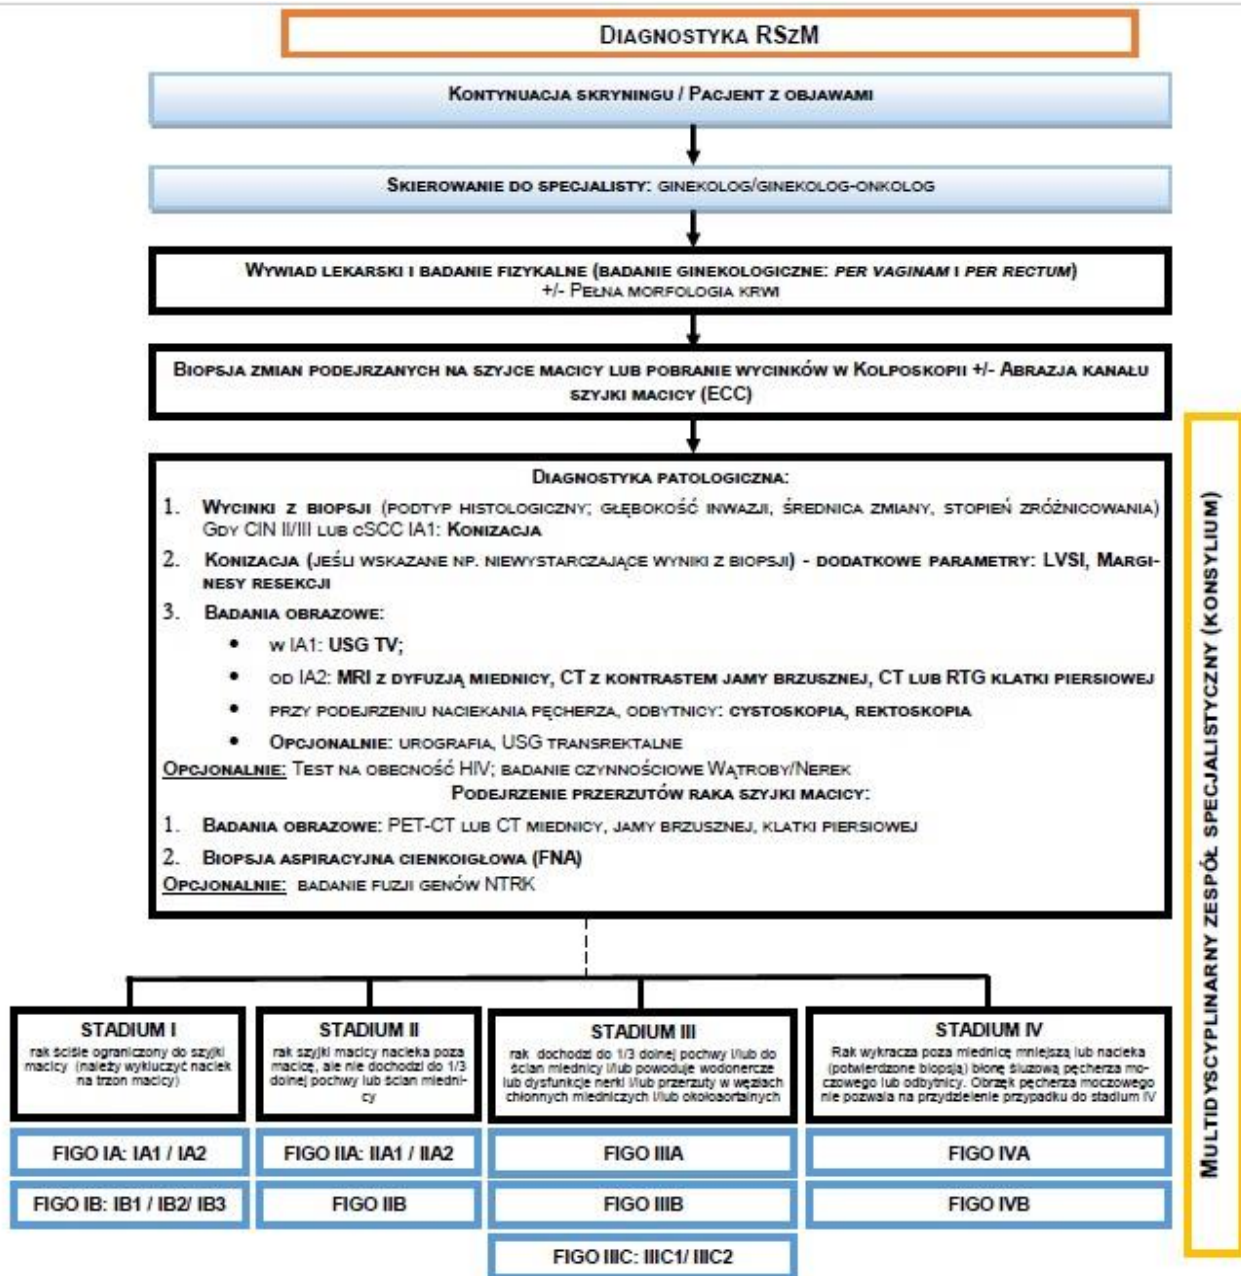 DIAGNOSTYKA RSZM
KONTYNUACJA SKRYNINGU / PACJENT Z OBJAWAMI
SKIEROWANIE DO SPECJALISTY: GINEKOLOG/GINEKOLOG-ONKOLOG
WYWIAD LEKARSKI I BADANIE FIZYKALNE (BADANIE GINEKOLOGICZNE: PER VAGINAM I PER RECTUM)
+/- PEŁNA MORFOLOGIA KRWI
BIOPSJA ZMIAN PODEJRZANYCH NA SZYJCE MACICY LUB POBRANIE WYCINKÓW W KOLPOSKOPII +/- ABRAZJA KANAŁU
SZYJKI MACICY (ECC)
DIAGNOSTYKA PATOLOGICZNA:
1. WYCINKI Z BIOPSJI (PODTYP HISTOLOGICZNY; GŁĘBOKOŚĆ INWAZJI, ŚREDNICA ZMIANY, STOPIEŃ ZRÓŻNICOWANIA)
GDY CIN II/III LUB CSCC IA1: KONIZACJA
2. KONIZACJA (JEŚLI WSKAZANE NP. NIEWYSTARCZAJĄCE WYNIKI Z BIOPSJI) - DODATKOWE PARAMETRY: LVSI, MARGI-
NESY RESEKCJI
3. BADANIA OBRAZOWE:
• W IA1: USG TV;
• OD IA2: MRI Z DYFUZJĄ MIEDNICY, CT Z KONTRASTEM JAMY BRZUSZNEJ, CT LUB RTG KLATKI PIERSIOWEJ
• PRZY PODEJRZENIU NACIEKANIA PĘCHERZA, ODBYTNICY: CYSTOSKOPIA, REKTOSKOPIA
• OPCJONALNIE: UROGRAFIA, USG TRANSREKTALNE
OPCJONALNIE: TEST NA OBECNOŚĆ HIV; BADANIE CZYNNOŚCIOWE WĄTROBY/NEREK
PODEJRZENIE PRZERZUTÓW RAKA SZYJKI MACICY:
1. BADANIA OBRAZOWE: PET-CT LUB CT MIEDNICY, JAMY BRZUSZNEJ, KLATKI PIERSIOWEJ
2. BIOPSJA ASPIRACYJNA CIENKOIGŁOWA (FNA)
OPCJONALNIE: BADANIE FUZJI GENÓW NTRK
MULTIDYSCYPLINARNY ZESPÓŁ SPECJALISTYCZNY (KONSYLIUM)
STADIUM I
rak ściśle ograniczony do szyjki
macicy (należy wykluczyć naciek
na trzon macicy)
FIGO IA: IA1 / IA2
FIGO IB: IB1 / IB2/ IB3
STADIUM II
rak szyjki macicy nacieka poza
macicę, ale nie dochodzi do 1/3
dolnej pochwy lub ścian miedni-
cy
FIGO IIA: IIA1 / IIA2
FIGO IIB
STADIUM III
rak dochodzi do 1/3 dolnej pochwy i/lub do
ścian miednicy i/lub powoduje wodonercze
lub dysfunkcje nerki i/lub przerzuty w węzłach
chłonnych miedniczych i/lub okołoaortalnych
FIGO IIIA
FIGO IIIB
FIGO IIIC: IIIC1/ IIIC2
STADIUM IV
Rak wykracza poza miednicę mniejszą lub nacieka
(potwierdzone biopsją) błonę śluzową pęcherza mo-
czowego lub odbytnicy. Obrzęk pęcherza moczowego
nie pozwala na przydzielenie przypadku do stadium IV
FIGO IVA
FIGO IVB